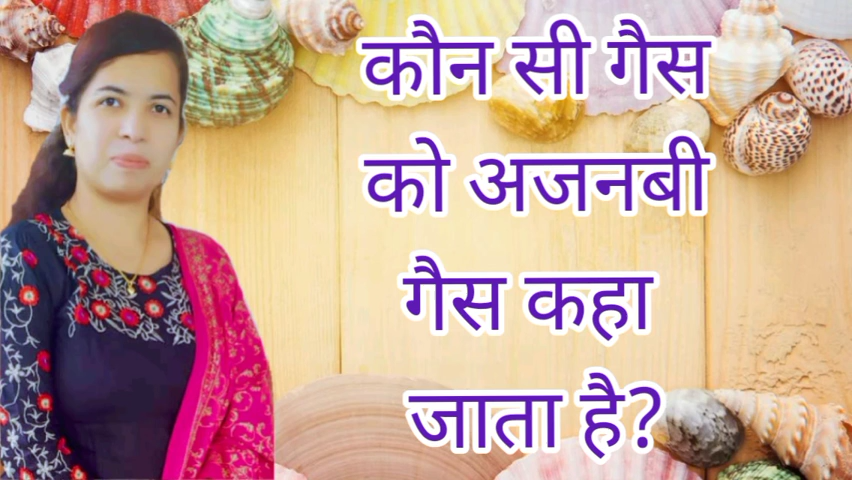 कौन सी गैस
को अजनबी
गैस कहा
जाता है?